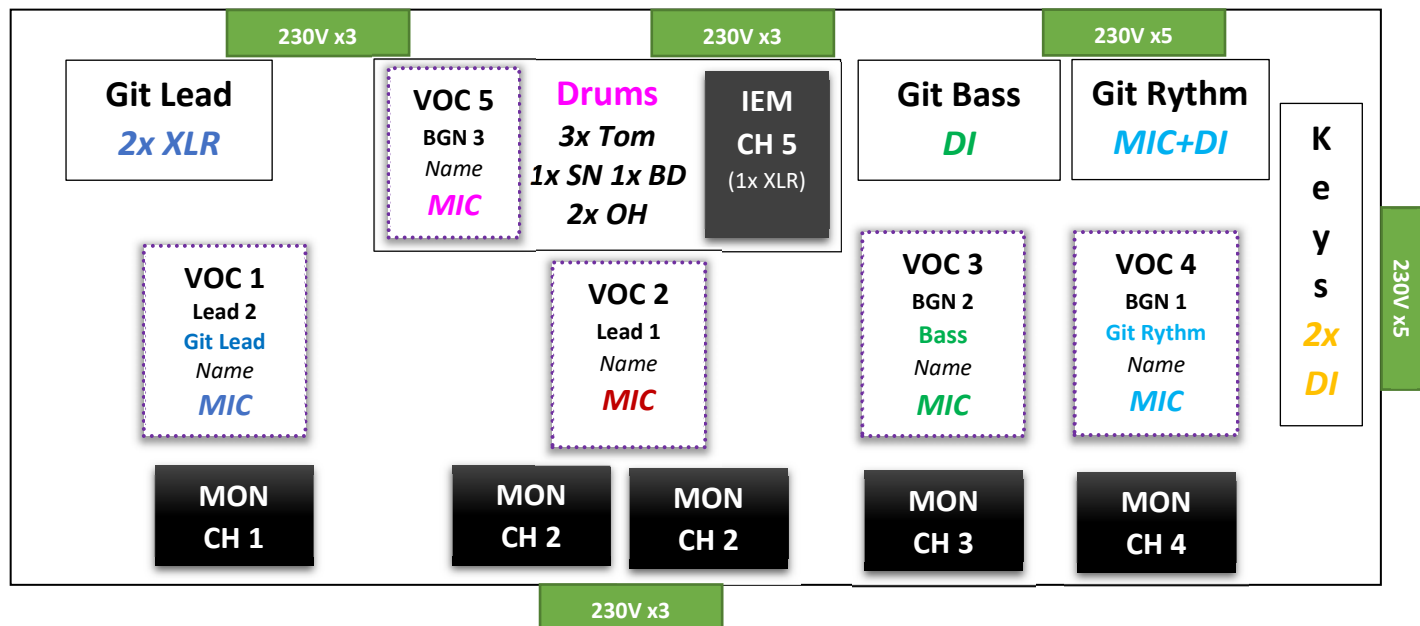 230V x3
230V x3
230V x5
Git Lead
2x XLR
VOC 5
BGN 3
Name
MIC
Drums
3x Tom
1x SN 1x BD
2x OH
IEM
CH 5
(1x XLR)
Git Bass
DI
Git Rythm
MIC+DI
K
e
y
s
2x
DI
230V x5
VOC 1
Lead 2
Git Lead
Name
MIC
VOC 2
Lead 1
Name
MIC
VOC 3
BGN 2
Bass
Name
MIC
VOC 4
BGN 1
Git Rythm
Name
MIC
MON
CH 1
MON
CH 2
MON
CH 2
MON
CH 3
MON
CH 4
230V x3